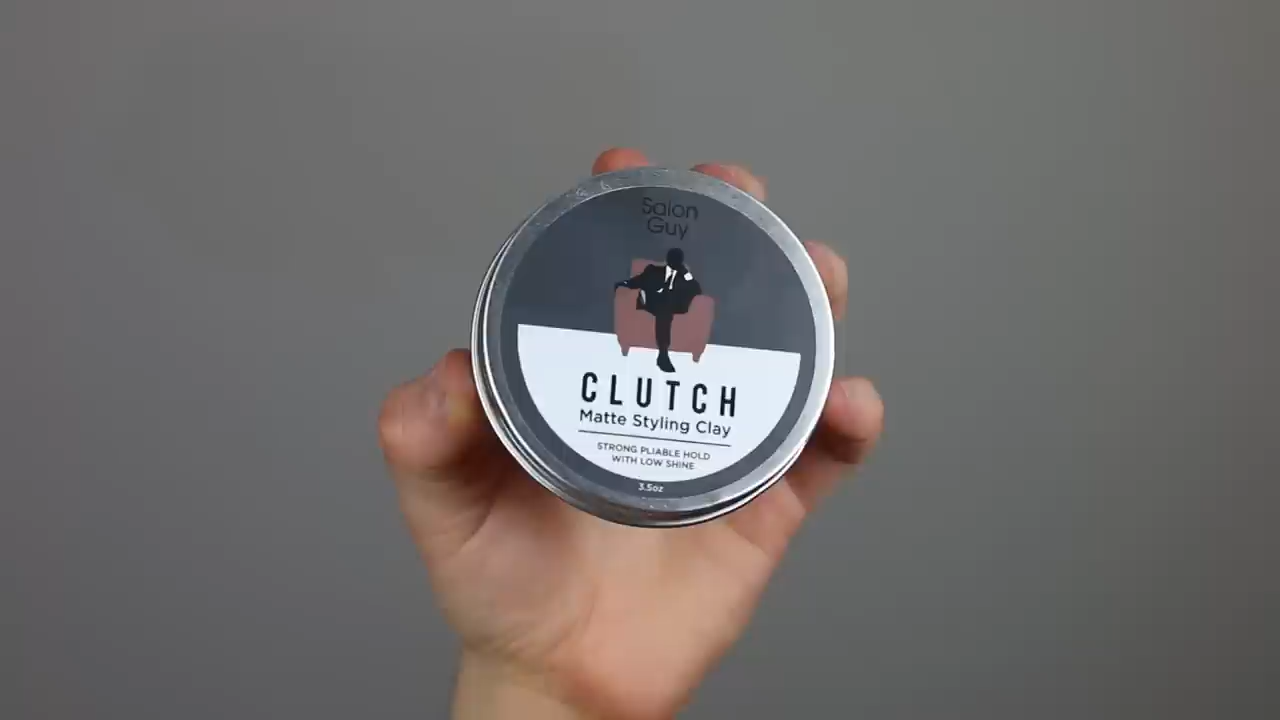 Salon
Guy
CLUTCH
Matte Styling Clay
STRONG PLIABLE HOLD
WITH LOW SHINE
3.5oz